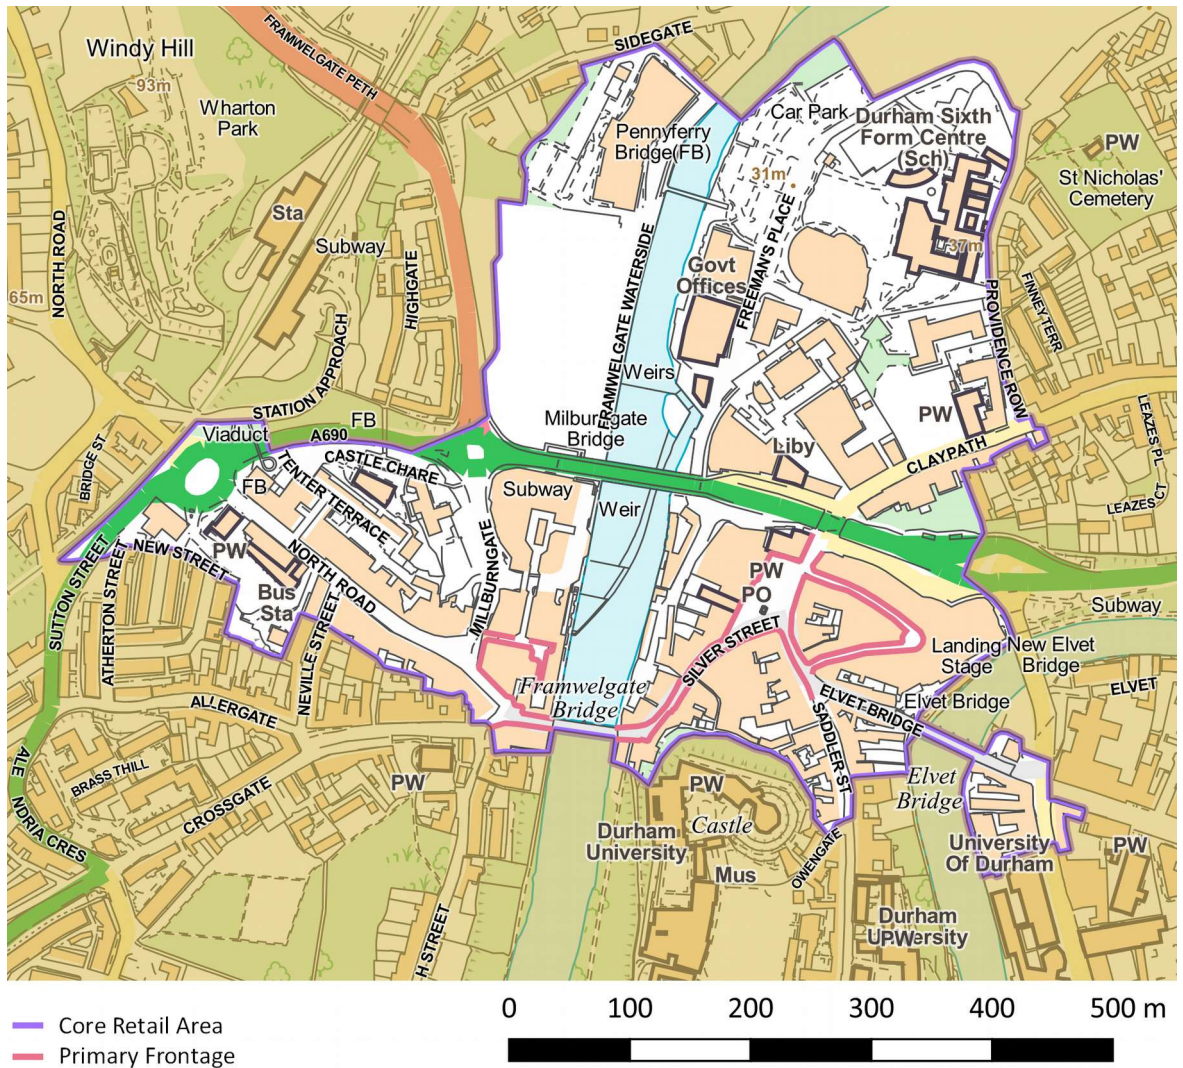 SIDEGATE
Windy Hill
FRAMWELGATE PETH
93m
Wharton
Park
Car Park
Durham Sixth
Form Centre
(Sch)
Pennyferry
Bridge(FB)
PW
St Nicholas'
Cemetery
31m
Sta
NORTH ROAD
Subway
37m
FREEMAN'S PLACE
FRAMWELGATE WATERSIDE
Govt
Offices
65m
HIGHGATE
FINNEY TERR
PROVIDENCE ROW
STATION APPROACH
Weirs
FB
Milburngate
Bridge
PW
LEAZES PL
Viaduct
A690
Liby
CLAYPATH
BRIDGE ST
CASTLE CHARE
TENTER TERRACE
FB
Subway
LEAZES CT
Weir
NEW STREET
PW
NORTH ROAD
MILLBURNGATE
PW
PO
SUTTON STREET
ATHERTON STREET
Bus
Sta
NEVILLE STREET
Subway
SILVER STREET
Landing
Stage
New Elvet
Bridge
ELVET
Framwelgate
Bridge
ELVET BRIDGE
Elvet Bridge
ALLERGATE
SADDLER ST
ALE
NDRIA CRES
BRASS THILL
CROSSGATE
PW
PW
Castle
Elvet
Bridge
Durham
University
OWENGATE
University
Of Durham
PW
Mus
H STREET
Durham
University
PW
0 100 200 300 400 500 m
Core Retail Area
Primary Frontage